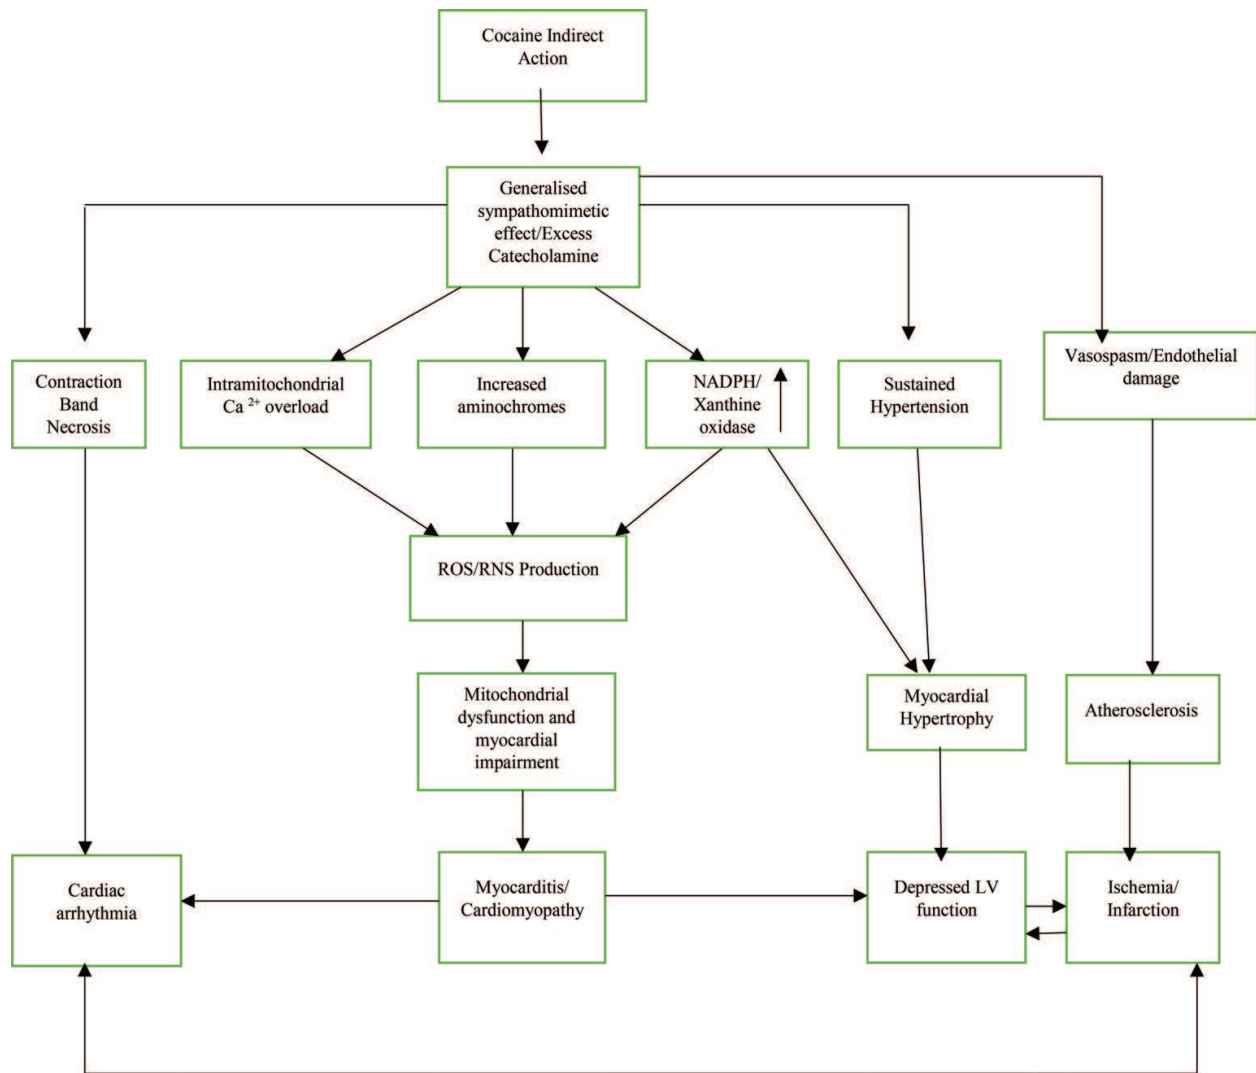 Cocaine Indirect
Action
Generalised
sympathomimetic
effect/Excess
Catecholamine
Contraction
Band
Necrosis
Intramitochondrial
Ca 2+ overload
Increased
aminochromes
NADPH/
Xanthine
oxidase
Sustained
Hypertension
Vasospasm/Endothelial
damage
ROS/RNS Production
Mitochondrial
dysfunction and
myocardial
impairment
Myocardial
Hypertrophy
Atherosclerosis
Cardiac
arrhythmia
Myocarditis/
Cardiomyopathy
Depressed LV
function
Ischemia/
Infarction